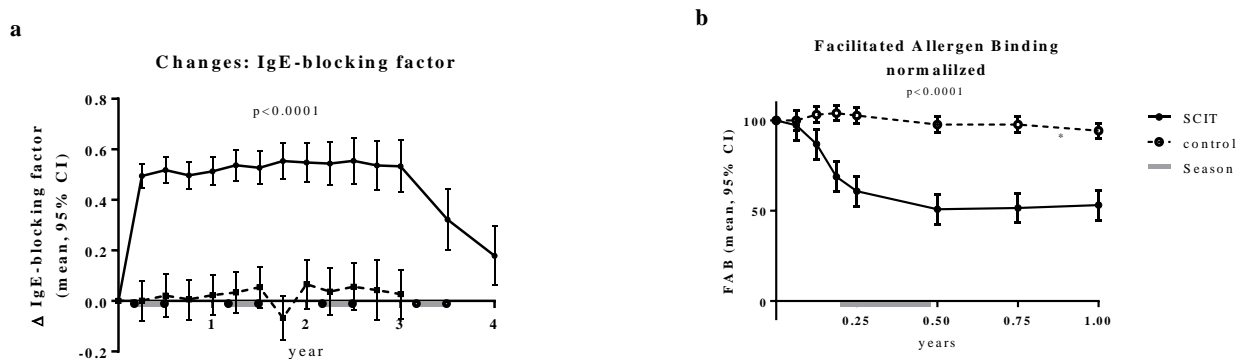 a
Changes: IgE-blocking factor
p<0.0001
Δ IgE-blocking factor
(mean, 95% CI)
0.8
0.6
0.4
0.2
0.0
-0.2
1
2
3
4
year
b
Facilitated Allergen Binding
normalilzed
p<0.0001
FAB (mean, 95% CI)
100
50
0
*
0.25
0.50
0.75
1.00
years
SCIT
control
Season